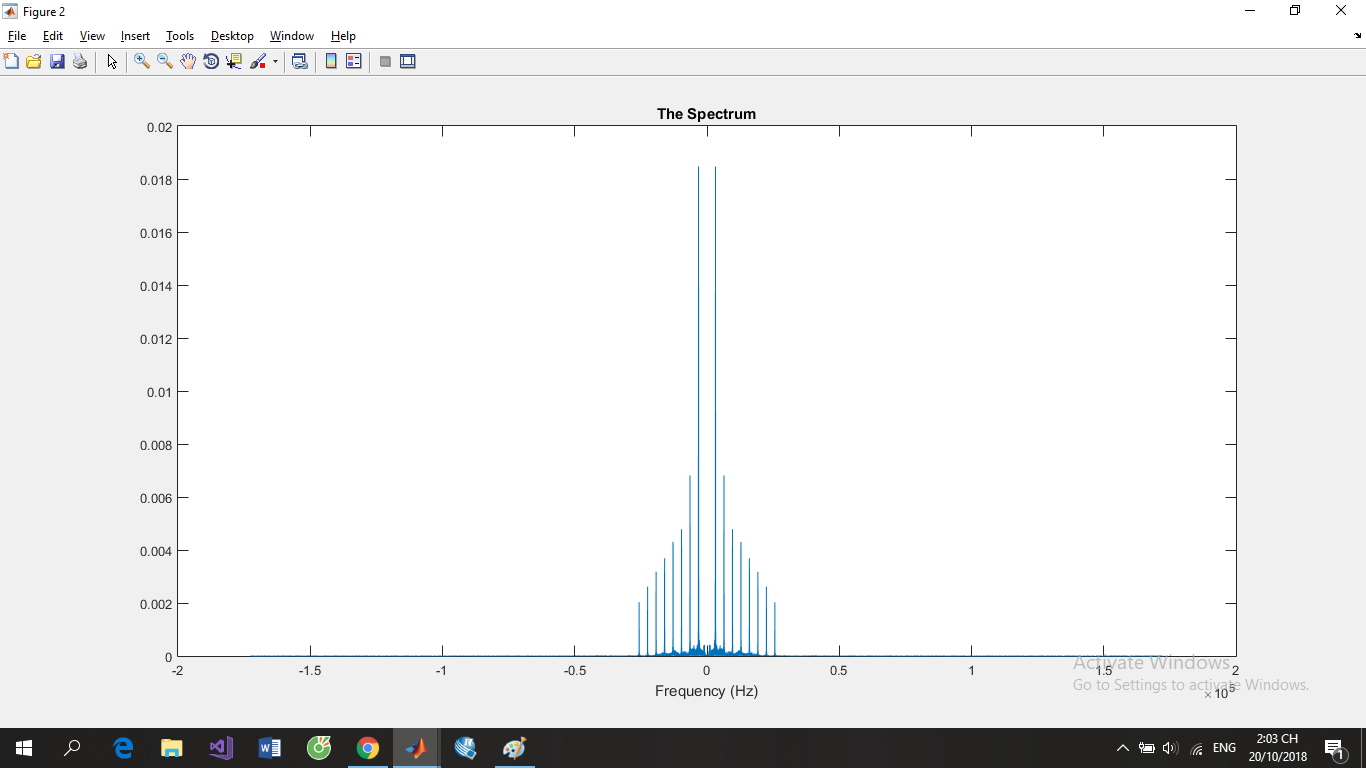 Figure 2
File Edit View Insert Tools Desktop Window Help
The Spectrum
0.02
0.018
0.016
0.014
0.012
0.01
0.008
0.006
0.004
0.002
0
-2 -1.5 -1 -0.5 0 0.5 1 1.5 2
Frequency (Hz)
× 10⁵
Activate Windows
Go to Settings to activate Windows.
ENG
2:03 CH
20/10/2018
1